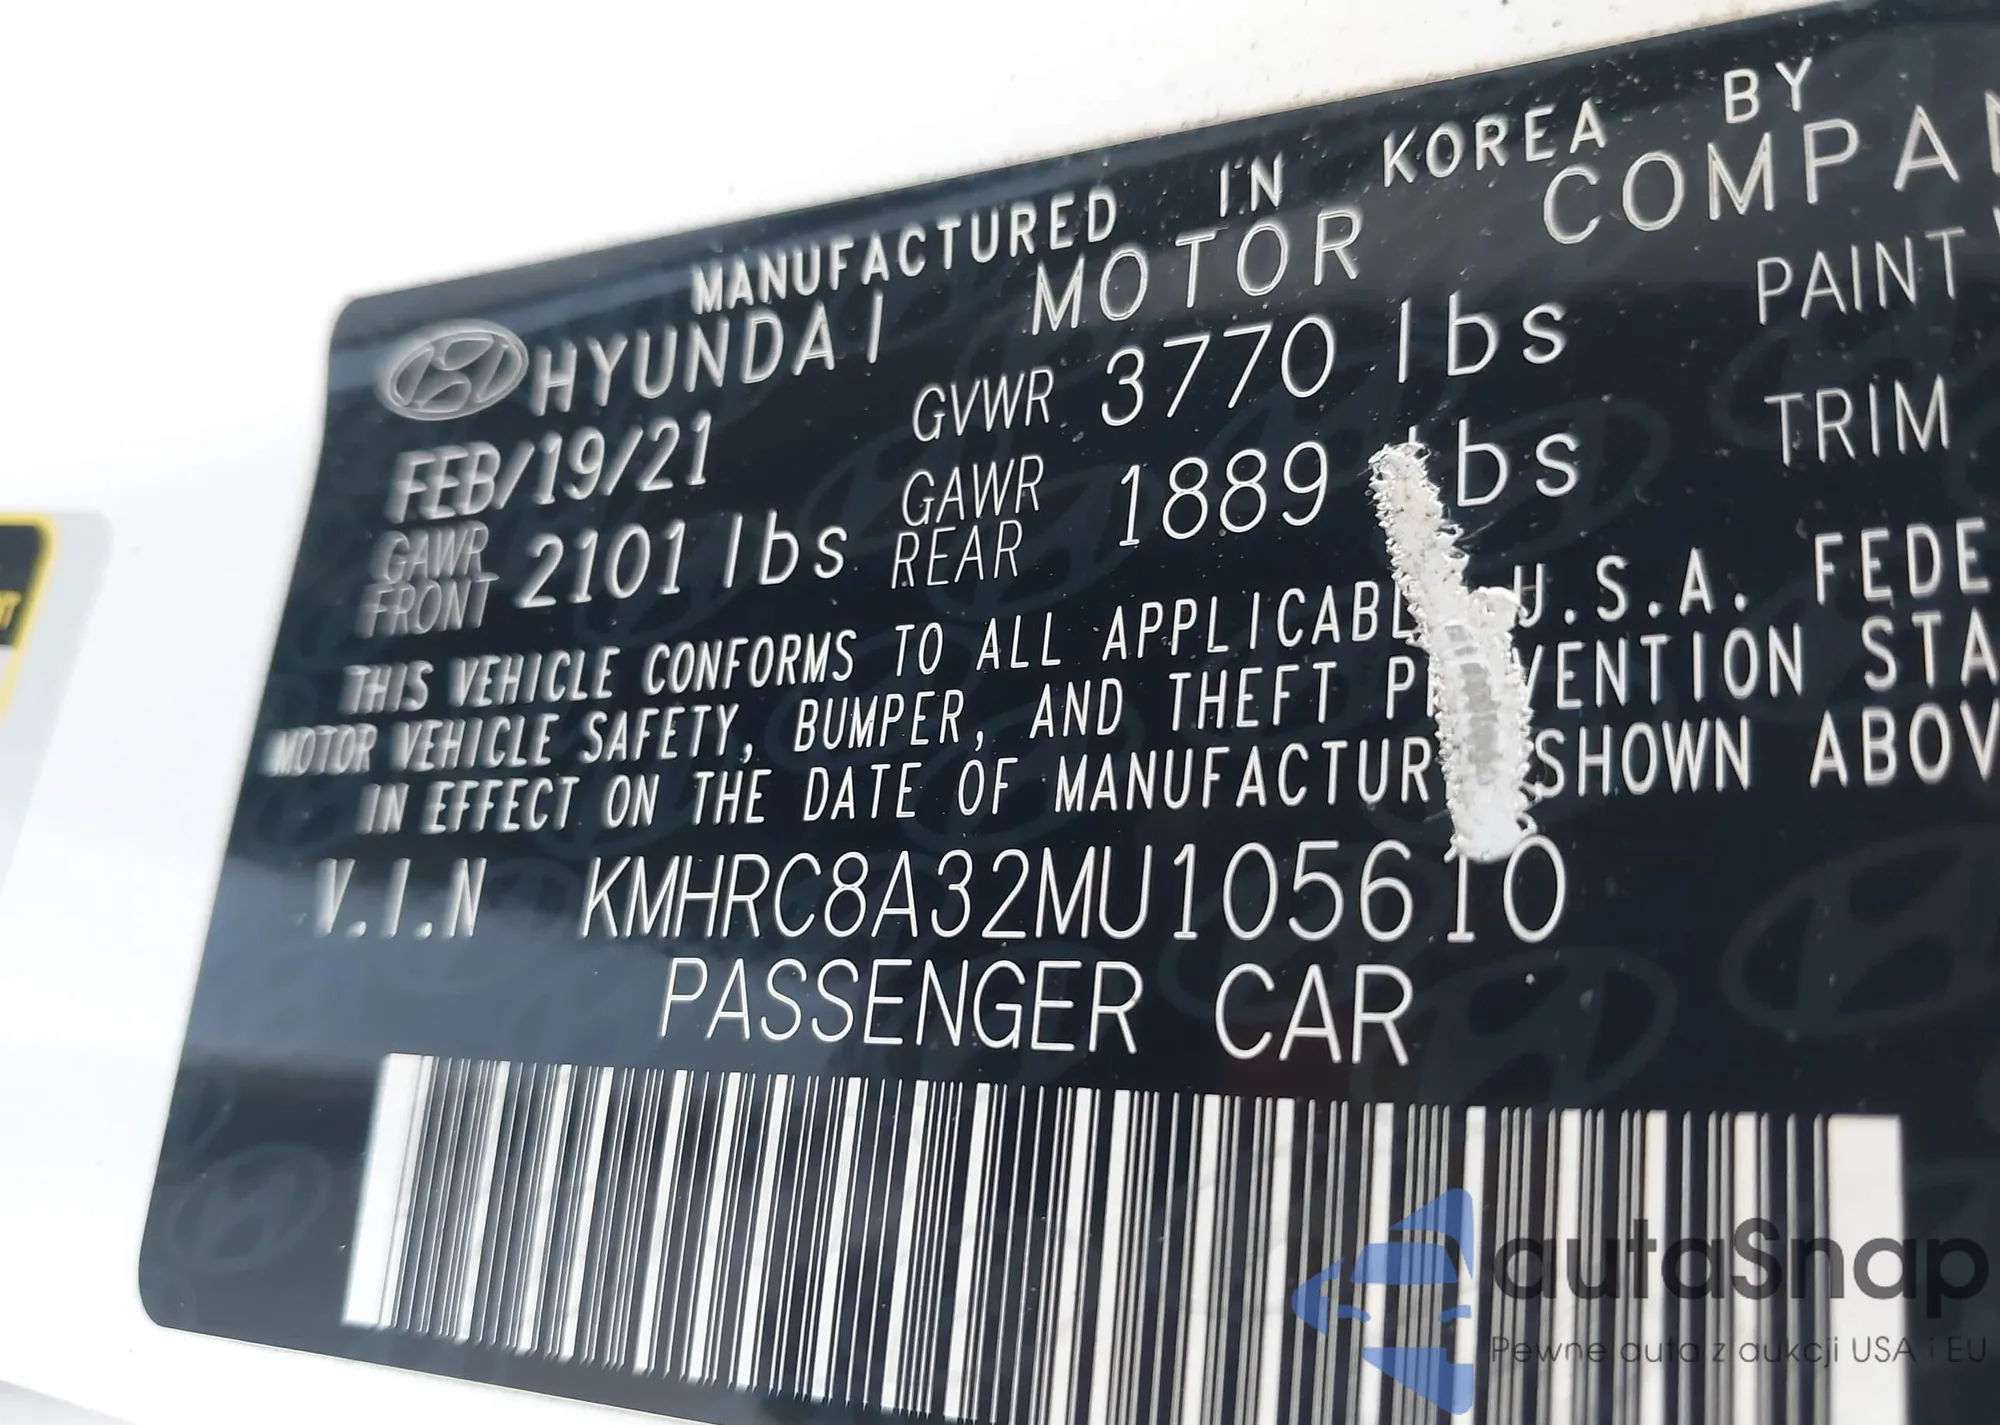 MANUFACTURED IN KOREA BY
HYUNDAI MOTOR COMPAN
FEB/19/21 GVWR 3770 lbs PAINT
GAWR FRONT 2101 lbs GAWR REAR 1889 lbs TRIM
THIS VEHICLE CONFORMS TO ALL APPLICABL U.S.A. FEDE
MOTOR VEHICLE SAFETY, BUMPER, AND THEFT P VENTION STA
IN EFFECT ON THE DATE OF MANUFACTUR SHOWN ABOV
V.I.N KMHRC8A32MU105610
PASSENGER CAR
autaSnap
Pewne auta z aukcji USA i EU